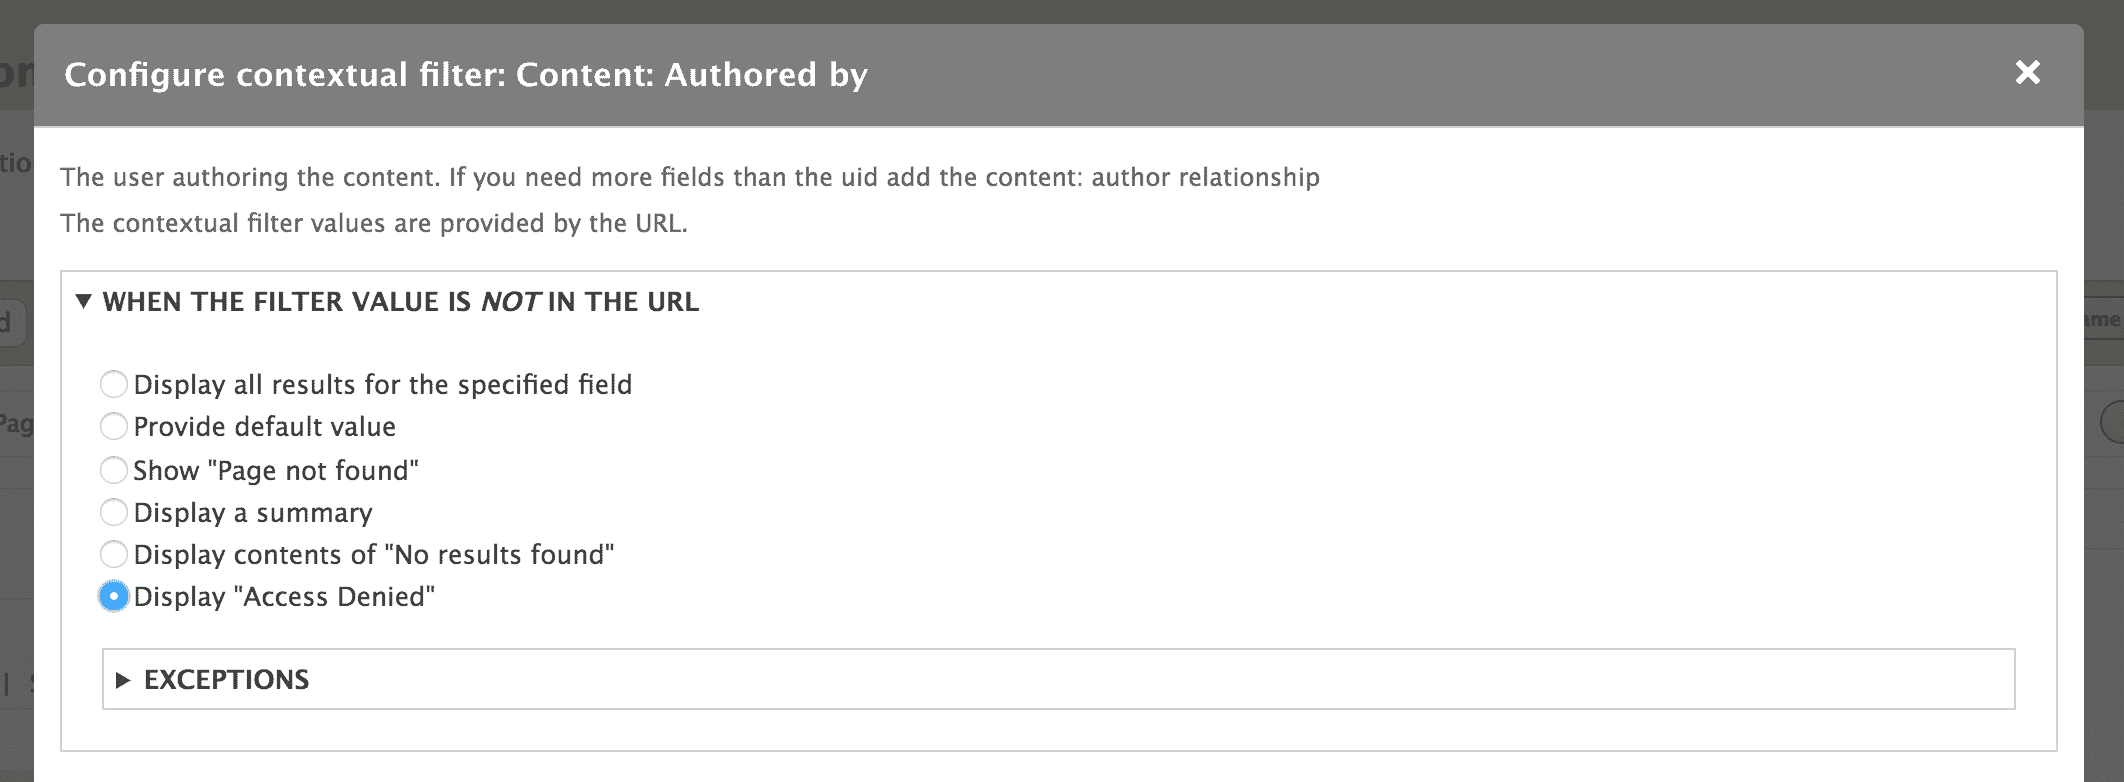 Configure contextual filter: Content: Authored by
The user authoring the content. If you need more fields than the uid add the content: author relationship
The contextual filter values are provided by the URL.
WHEN THE FILTER VALUE IS NOT IN THE URL
Display all results for the specified field
Provide default value
Show "Page not found"
Display a summary
Display contents of "No results found"
Display "Access Denied"
EXCEPTIONS